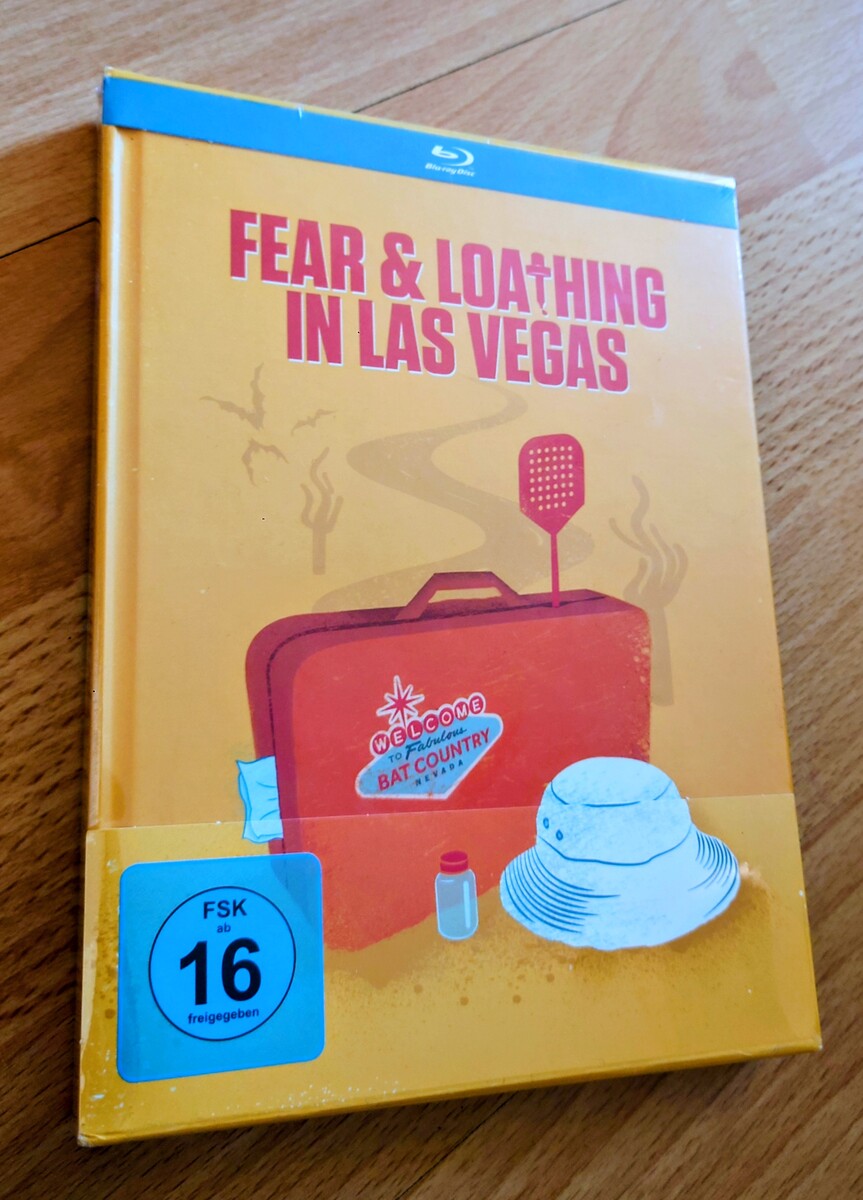 Blu-ray Disc
FEAR & LOATHING
IN LAS VEGAS
WELCOME
TO Fabulous
BAT COUNTRY
NEVADA
FSK
ab
16
freigegeben